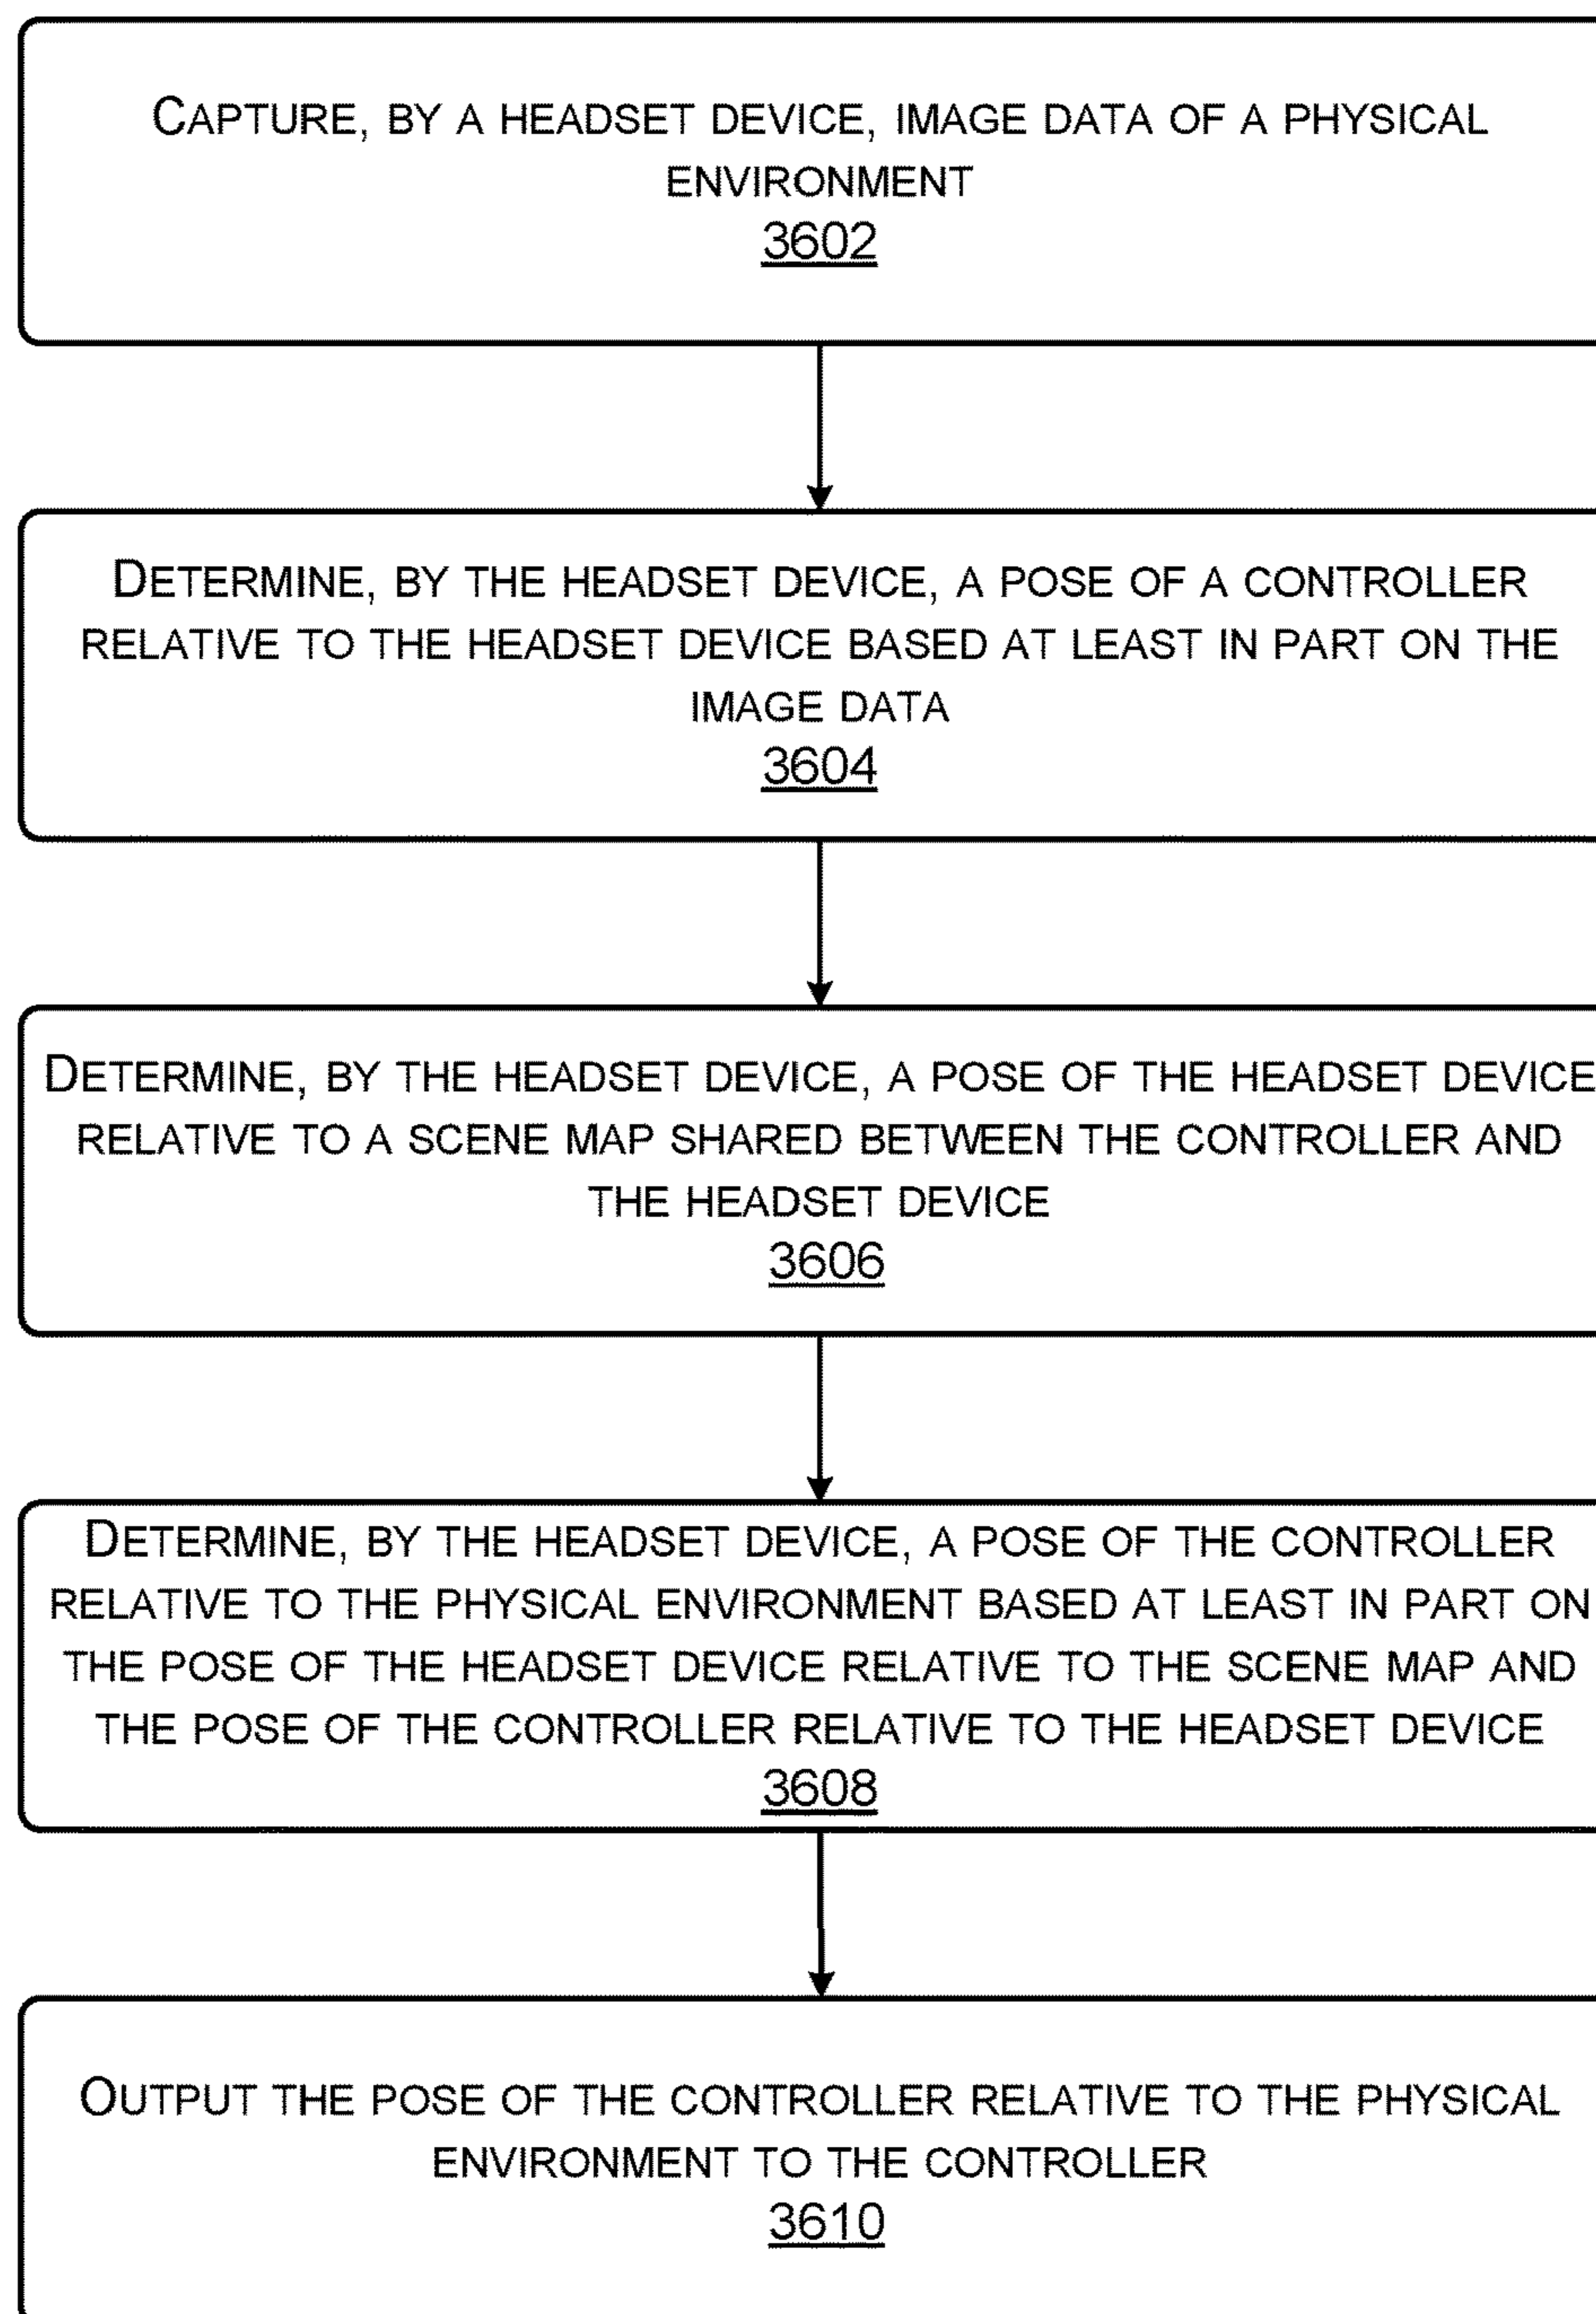 CAPTURE, BY A HEADSET DEVICE, IMAGE DATA OF A PHYSICAL
ENVIRONMENT
3602
DETERMINE, BY THE HEADSET DEVICE, A POSE OF A CONTROLLER
RELATIVE TO THE HEADSET DEVICE BASED AT LEAST IN PART ON THE
IMAGE DATA
3604
DETERMINE, BY THE HEADSET DEVICE, A POSE OF THE HEADSET DEVICE
RELATIVE TO A SCENE MAP SHARED BETWEEN THE CONTROLLER AND
THE HEADSET DEVICE
3606
DETERMINE, BY THE HEADSET DEVICE, A POSE OF THE CONTROLLER
RELATIVE TO THE PHYSICAL ENVIRONMENT BASED AT LEAST IN PART ON
THE POSE OF THE HEADSET DEVICE RELATIVE TO THE SCENE MAP AND
THE POSE OF THE CONTROLLER RELATIVE TO THE HEADSET DEVICE
3608
OUTPUT THE POSE OF THE CONTROLLER RELATIVE TO THE PHYSICAL
ENVIRONMENT TO THE CONTROLLER
3610